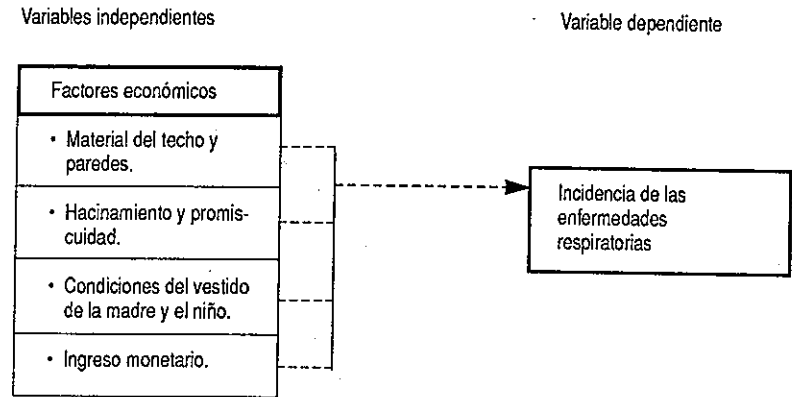 Variables independientes
Variable dependiente
Factores económicos
• Material del techo y
paredes.
• Hacinamiento y promis-
cuidad.
• Condiciones del vestido
de la madre y el niño.
• Ingreso monetario.
Incidencia de las
enfermedades
respiratorias